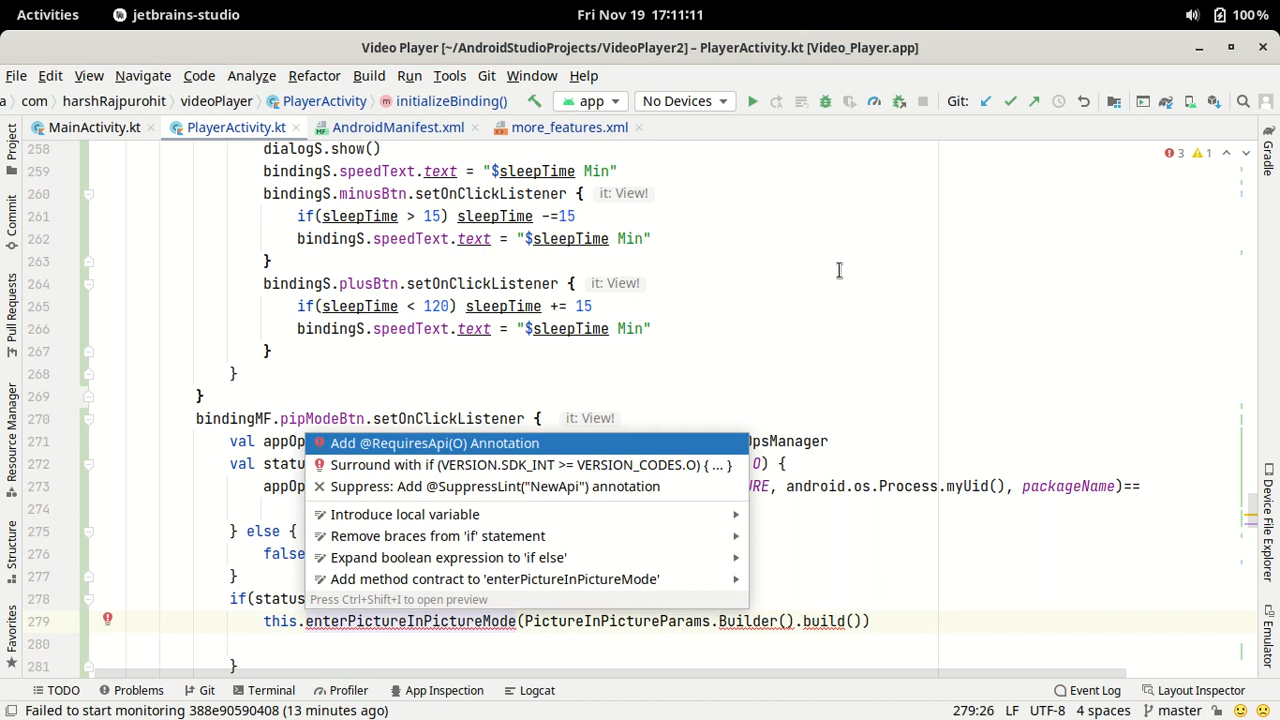 Activities jetbrains-studio Fri Nov 19 17:11:11 100%
Video Player [~/AndroidStudioProjects/VideoPlayer2] – PlayerActivity.kt [Video_Player.app]
File Edit View Navigate Code Analyze Refactor Build Run Tools Git Window Help
a com harshRajpurohit videoPlayer PlayerActivity initializeBinding() app No Devices Git:
MainActivity.kt PlayerActivity.kt AndroidManifest.xml more_features.xml
Project
Commit
Pull Requests
Resource Manager
Structure
Favorites
3 1
258 dialogS.show()
259 bindingS.speedText.text = "$sleepTime Min"
260 bindingS.minusBtn.setOnClickListener { it: View!
261 if(sleepTime > 15) sleepTime -=15
262 bindingS.speedText.text = "$sleepTime Min"
263 }
264 bindingS.plusBtn.setOnClickListener { it: View!
265 if(sleepTime < 120) sleepTime += 15
266 bindingS.speedText.text = "$sleepTime Min"
267 }
268 }
269 }
270 bindingMF.pipModeBtn.setOnClickListener { it: View!
271 val appOp psManager
272 val statu O) {
273 appOp RE, android.os.Process.myUid(), packageName)==
274
275 } else {
276 false
277 }
278 if(status
279 this.enterPictureInPictureMode(PictureInPictureParams.Builder().build())
280
281 }
Add @RequiresApi(O) Annotation
Surround with if (VERSION.SDK_INT >= VERSION_CODES.O) { ... }
Suppress: Add @SuppressLint("NewApi") annotation
Introduce local variable
Remove braces from 'if' statement
Expand boolean expression to 'if else'
Add method contract to 'enterPictureInPictureMode'
Press Ctrl+Shift+I to open preview
Gradle
Device File Explorer
Emulator
TODO Problems Git Terminal Profiler App Inspection Logcat Event Log Layout Inspector
Failed to start monitoring 388e90590408 (13 minutes ago) 279:26 LF UTF-8 4 spaces master